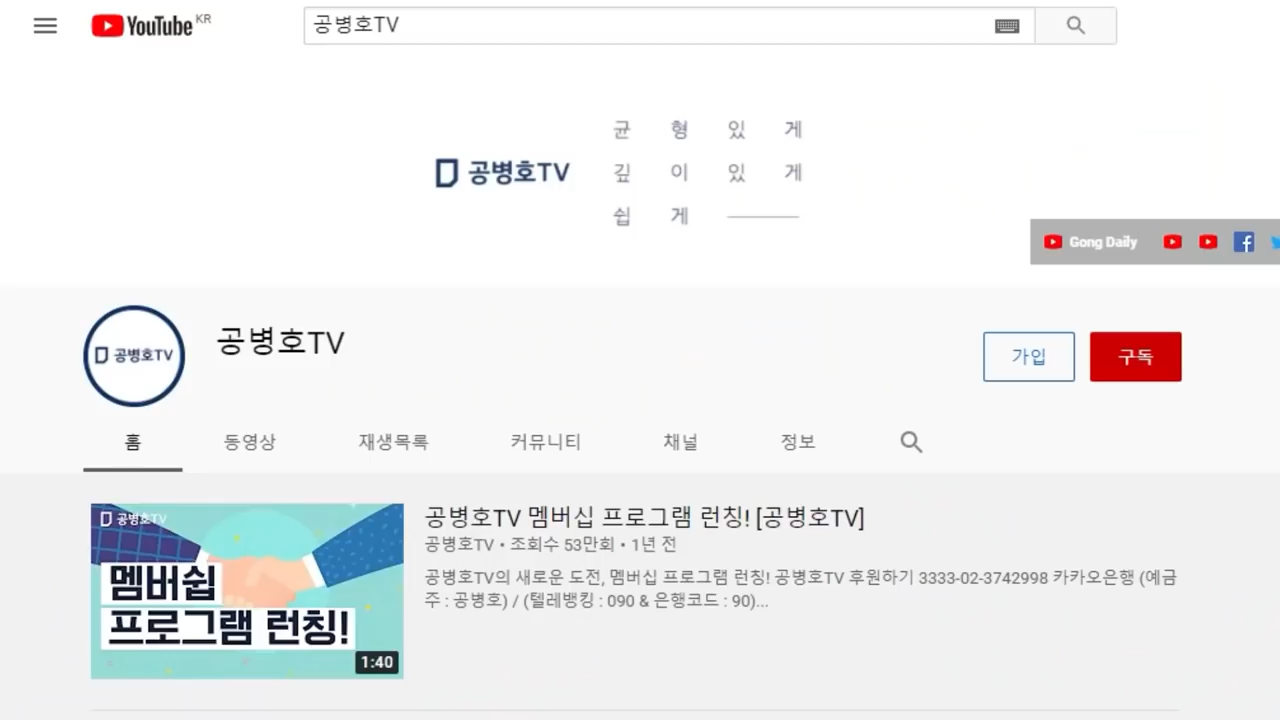 YouTube KR
공병호TV
균 형 있 게
공병호TV
깊 이 있 게
쉽 게
Gong Daily
공병호TV
공병호TV
가입
구독
홈
동영상
재생목록
커뮤니티
채널
정보
공병호TV
멤버쉽
프로그램 런칭!
1:40
공병호TV 멤버십 프로그램 런칭! [공병호TV]
공병호TV • 조회수 53만회 • 1년 전
공병호TV의 새로운 도전, 멤버십 프로그램 런칭! 공병호TV 후원하기 3333-02-3742998 카카오은행 (예금
주 : 공병호) / (텔레뱅킹 : 090 & 은행코드 : 90)...